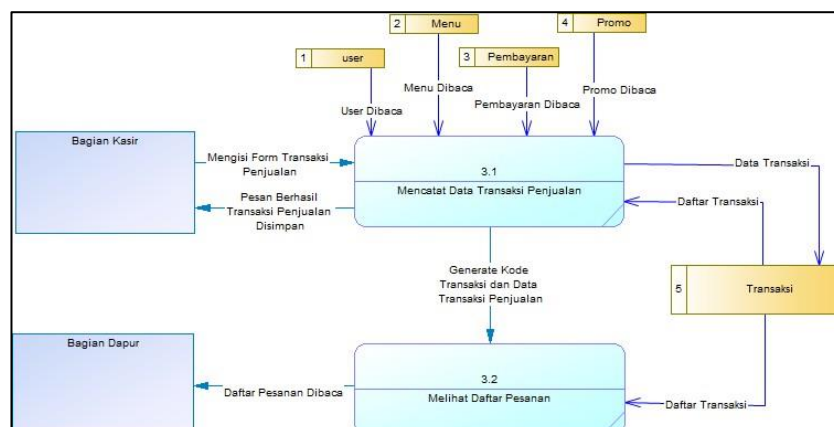 2 Menu
4 Promo
1 user
3 Pembayaran
Menu Dibaca
Promo Dibaca
User Dibaca
Pembayaran Dibaca
Bagian Kasir
Mengisi Form Transaksi
Penjualan
3.1
Data Transaksi
Mencatat Data Transaksi Penjualan
Pesan Berhasil
Transaksi Penjualan
Disimpan
Daftar Transaksi
Generate Kode
Transaksi dan Data
Transaksi Penjualan
5 Transaksi
Bagian Dapur
3.2
Daftar Pesanan Dibaca
Melihat Daftar Pesanan
Daftar Transaksi